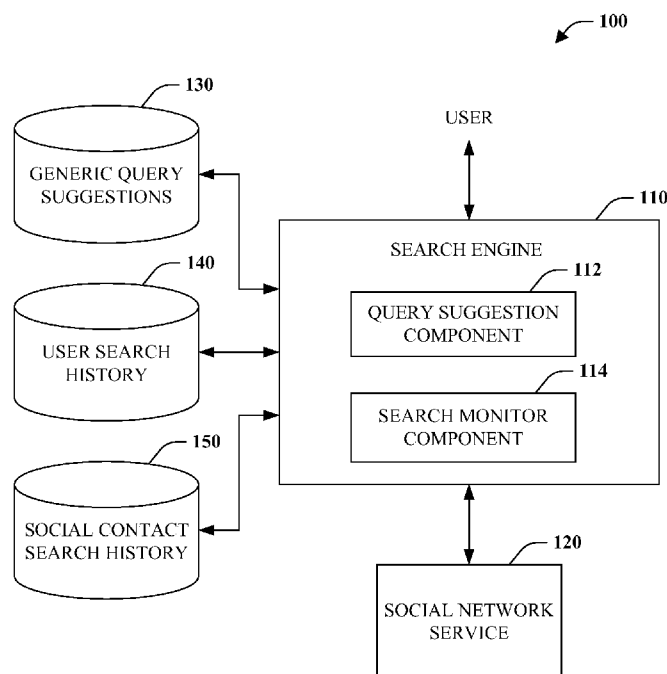 100
130
GENERIC QUERY
SUGGESTIONS
140
USER SEARCH
HISTORY
150
SOCIAL CONTACT
SEARCH HISTORY
USER
110
SEARCH ENGINE
112
QUERY SUGGESTION
COMPONENT
114
SEARCH MONITOR
COMPONENT
120
SOCIAL NETWORK
SERVICE